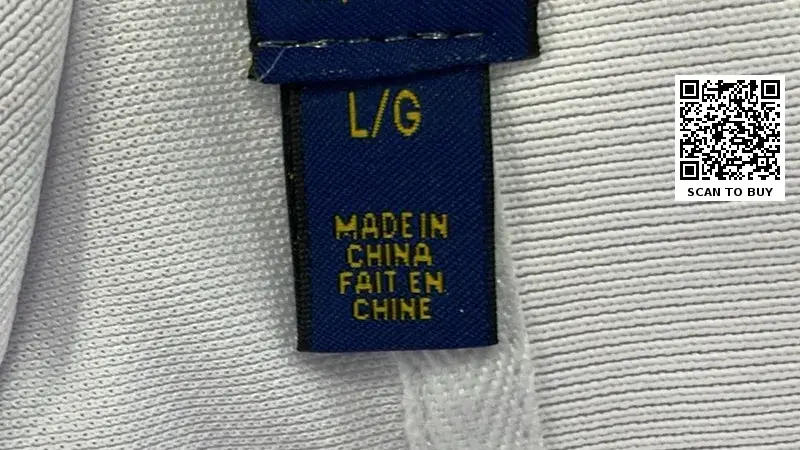 L/G
MADE IN
CHINA
FAIT EN
CHINE
SCAN TO BUY